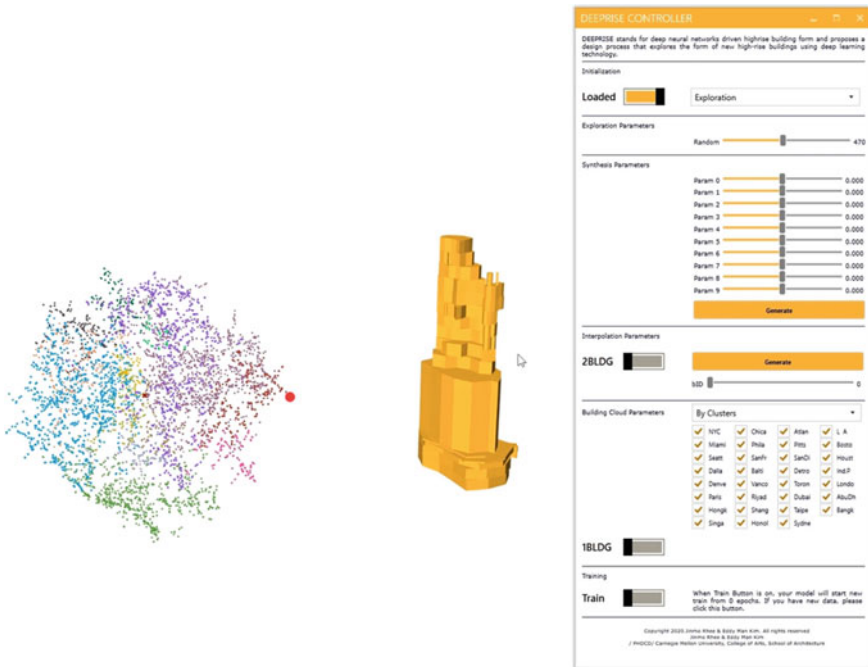 DEEPRISE CONTROLLER
DEEPRISE stands for deep neural networks driven highrise building form and proposes a
design process that explores the form of new high-rise buildings using deep learning
technology.
Initialization
Loaded Exploration
Exploration Parameters
Random 470
Synthesis Parameters
Param 0 0.000
Param 1 0.000
Param 2 0.000
Param 3 0.000
Param 4 0.000
Param 5 0.000
Param 6 0.000
Param 7 0.000
Param 8 0.000
Param 9 0.000
Generate
Interpolation Parameters
2BLDG Generate
bID 0
Building Cloud Parameters By Clusters
NYC Chica Atlan L .A
Miami Phila Pitts Bosto
Seatt SanFr SanDi Houst
Dalla Balti Detro Ind.P
Denve Vanco Toron Londo
Paris Riyad Dubai AbuDh
Hongk Shang Taipe Bangk
Singa Honol Sydne
1BLDG
Training
Train When Train Button is on, your model will start new
train from 0 epochs. If you have new data, please
click this button.
Copyright 2020 Jinmo Rhee & Eddy Man Kim. All rights reserved
Jinmo Rhee & Eddy Man Kim
/ PHDCD/ Carnegie Mellon University, College of Arts, School of Architecture